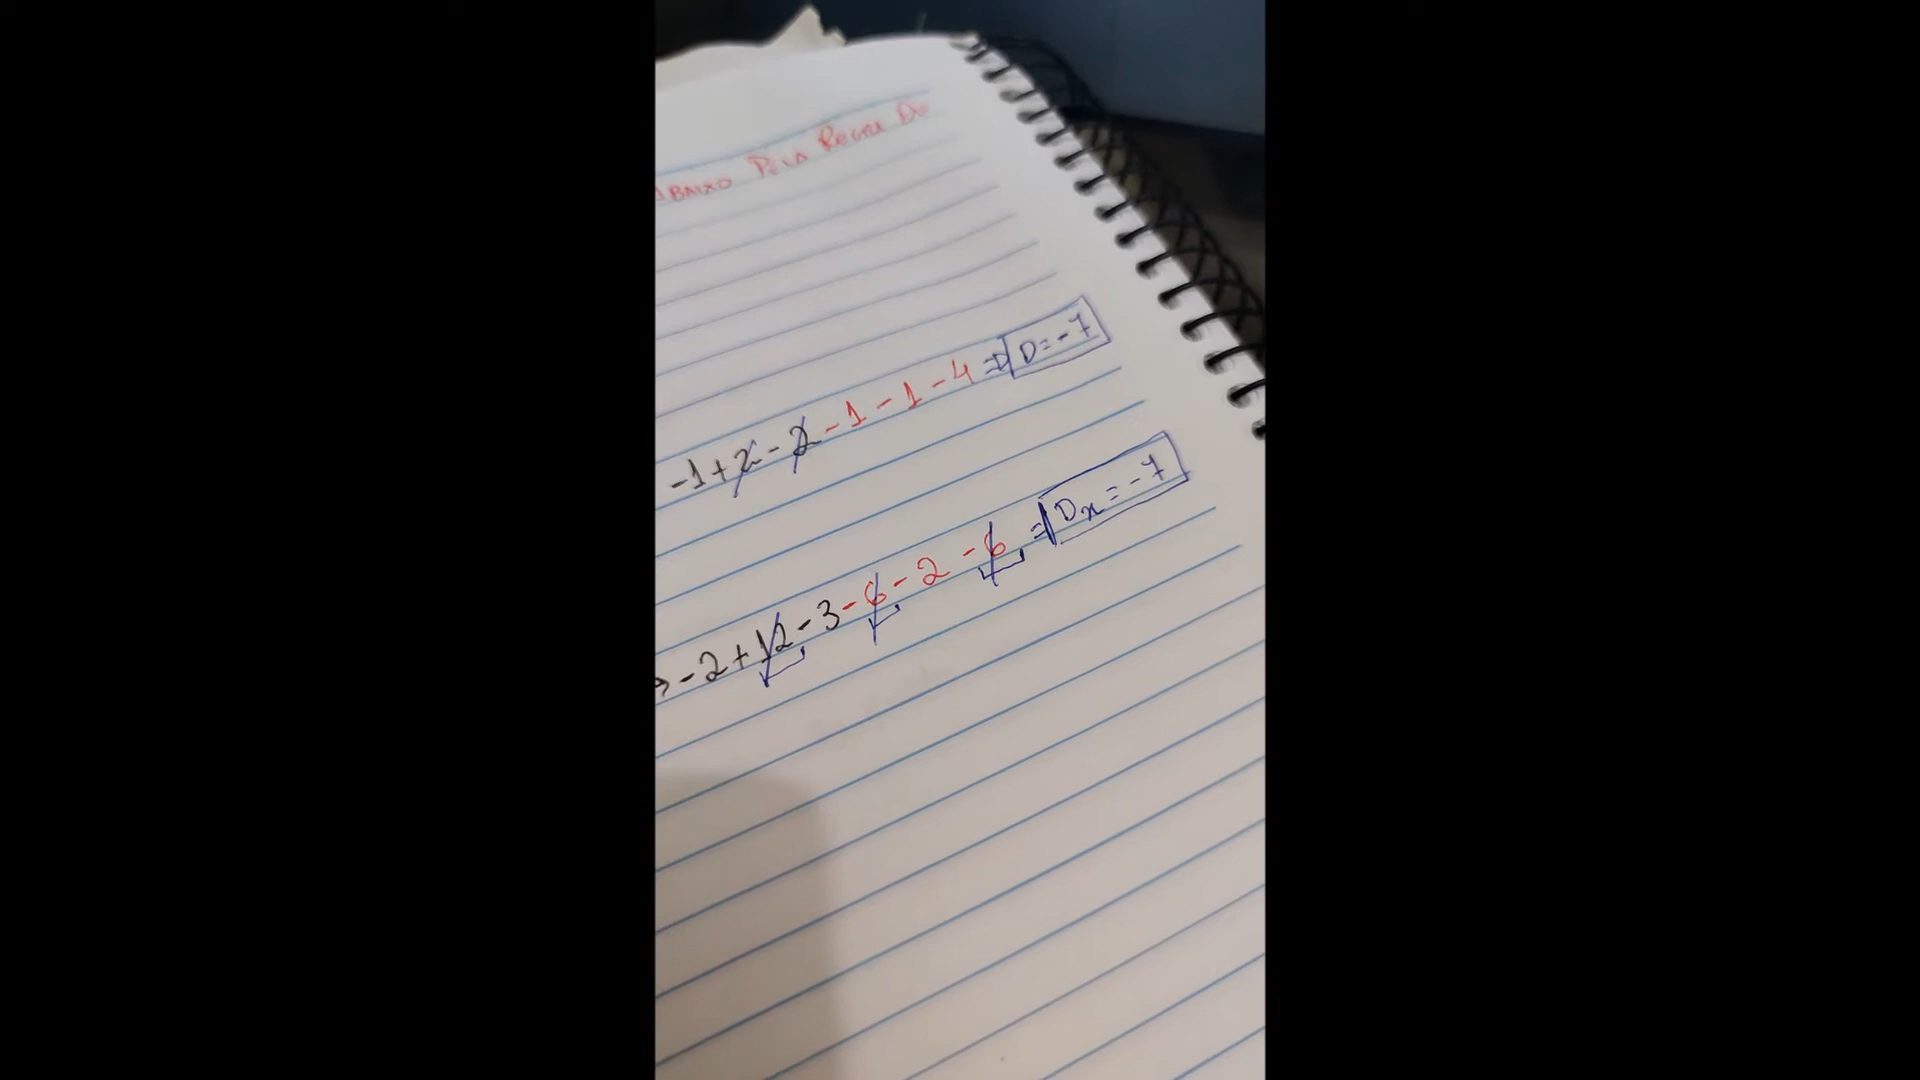 ABAIXO PELA REGRA DE
-1+2-2-1-1-4 ⇒ D=-7
→ -2+12-3-6-2-6 ⇒ Dx=-7